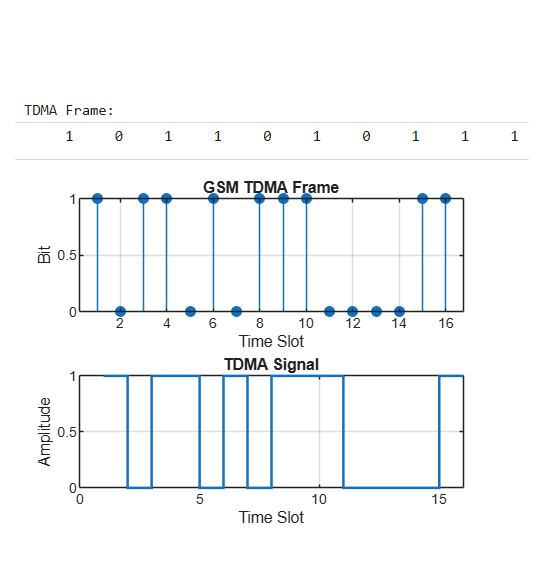 TDMA Frame:
1 0 1 1 0 1 0 1 1 1
GSM TDMA Frame
1
0.5
0
Bit
2 4 6 8 10 12 14 16
Time Slot
TDMA Signal
1
0.5
0
Amplitude
0 5 10 15
Time Slot